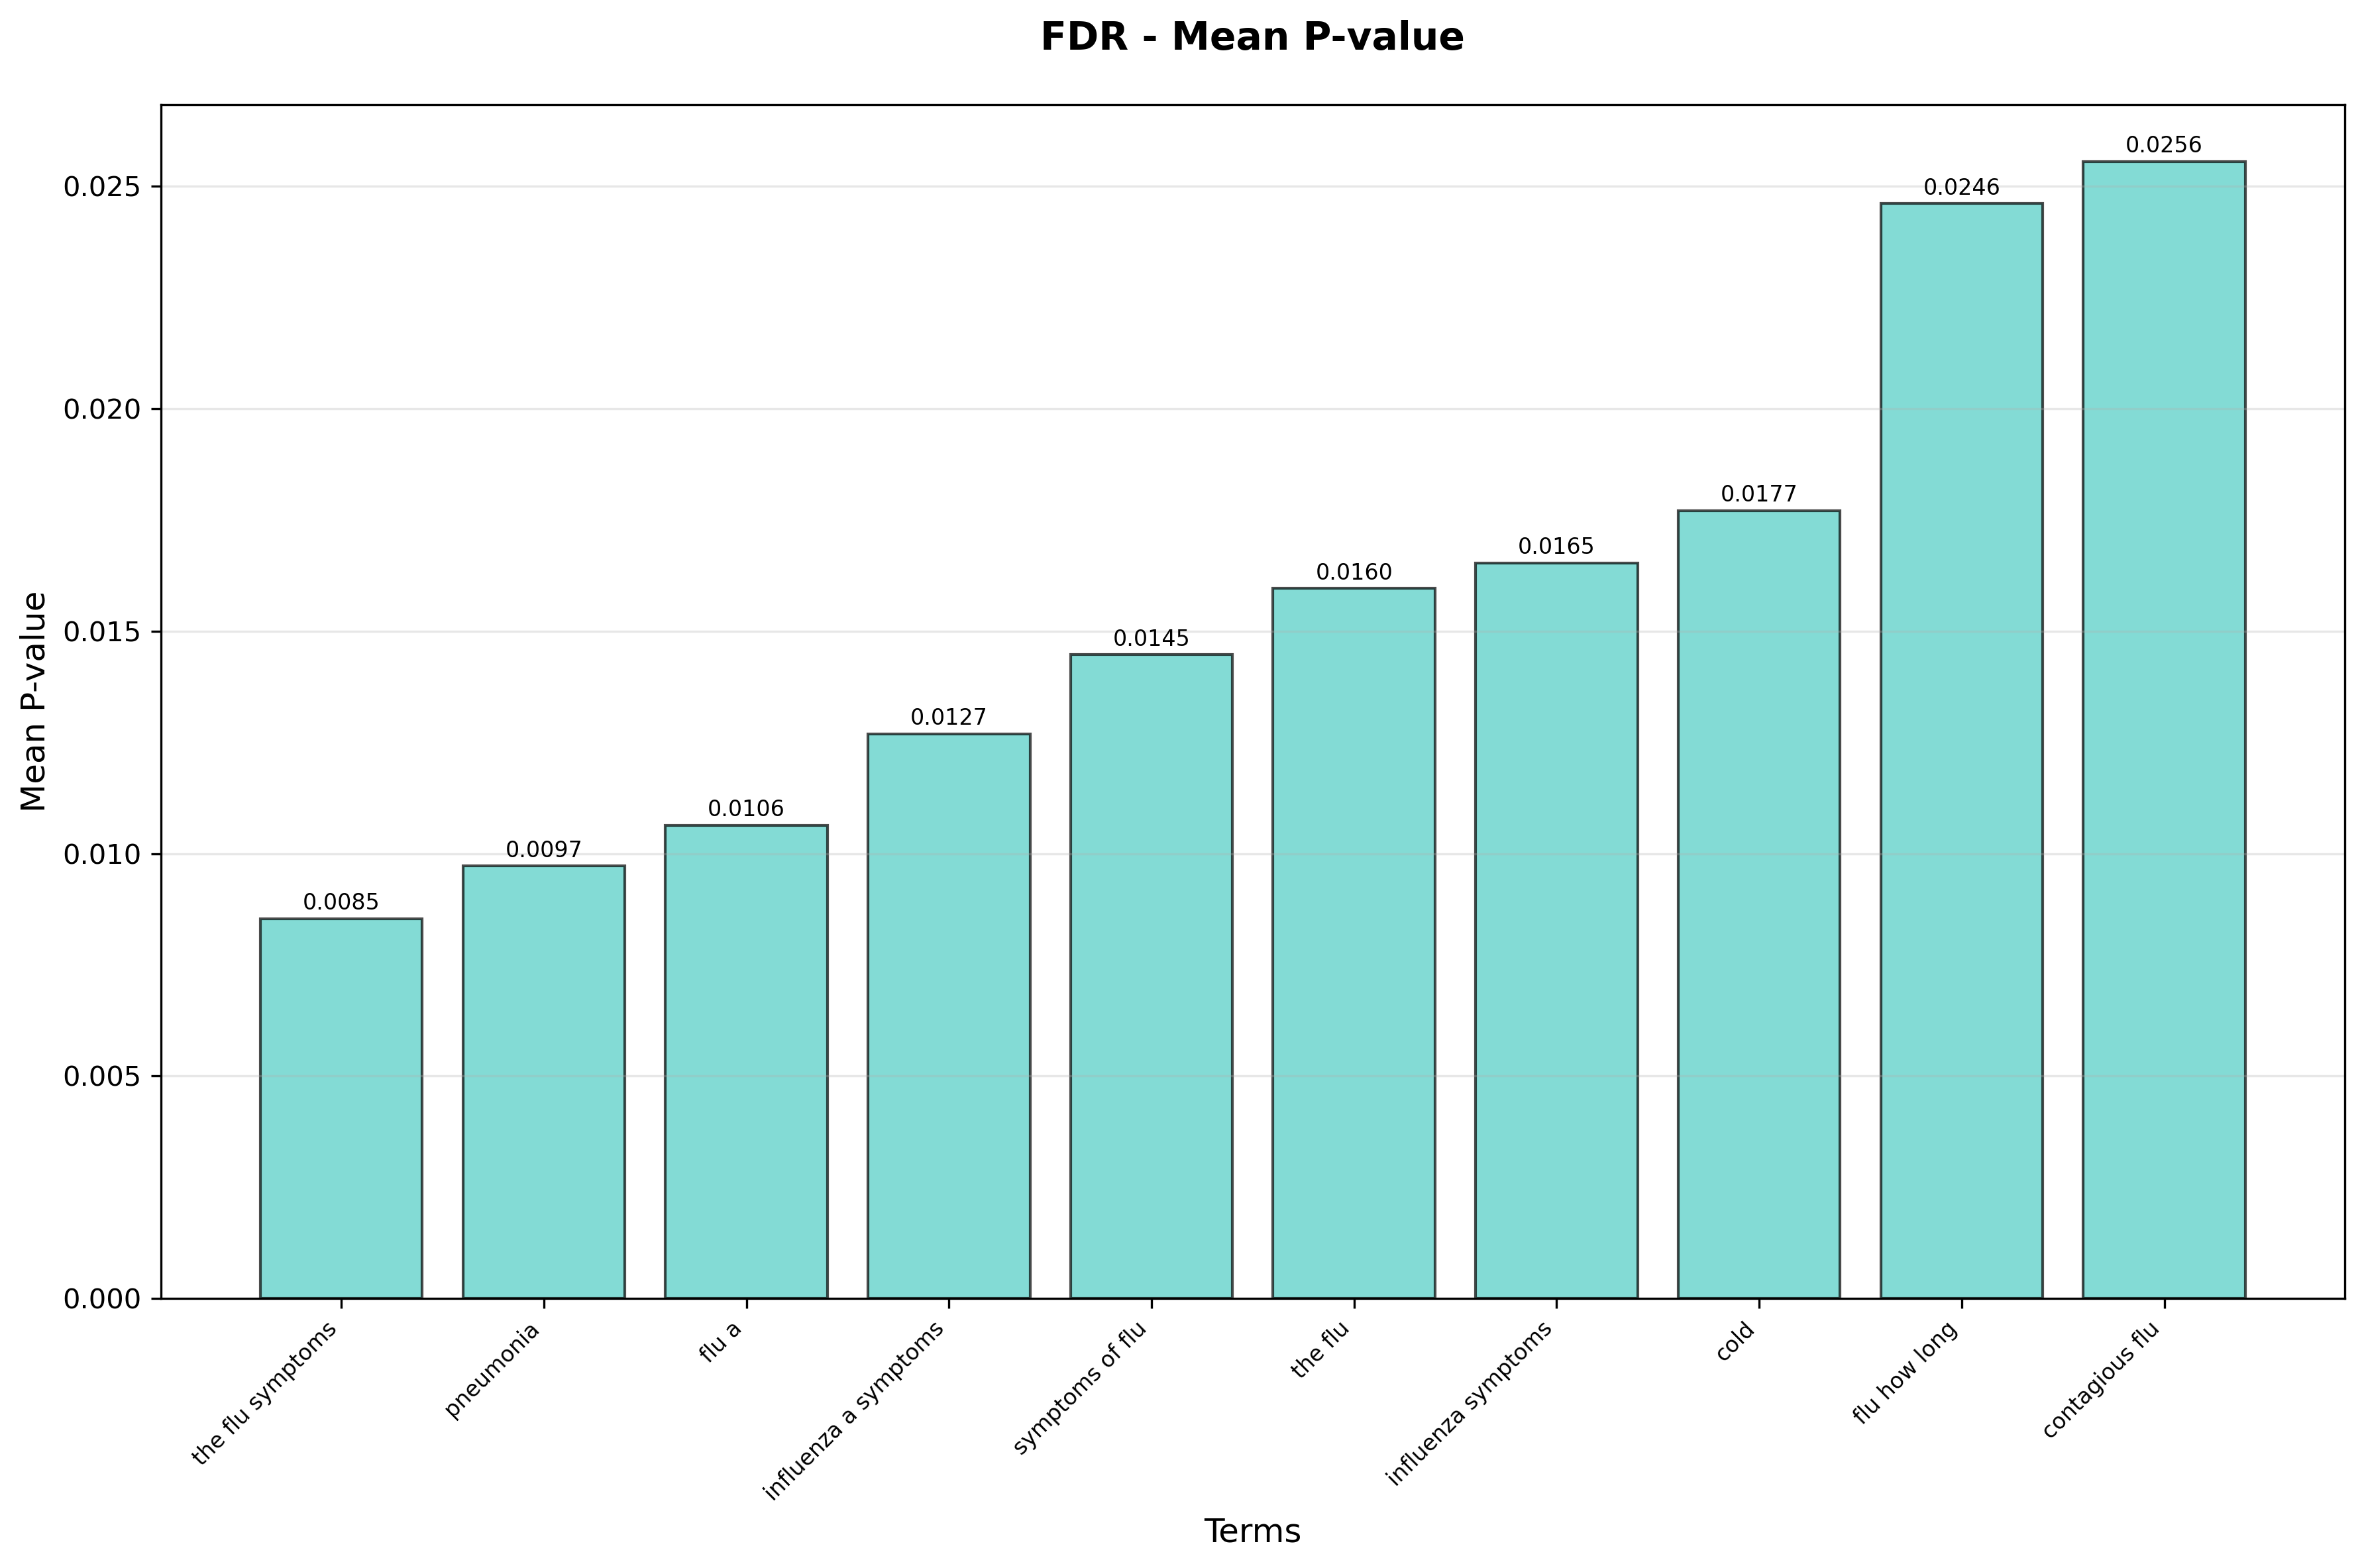 FDR - Mean P-value
Mean P-value
0.025
0.020
0.015
0.010
0.005
0.000
0.0085
0.0097
0.0106
0.0127
0.0145
0.0160
0.0165
0.0177
0.0246
0.0256
the flu symptoms
pneumonia
flu a
influenza a symptoms
symptoms of flu
the flu
influenza symptoms
cold
flu how long
contagious flu
Terms